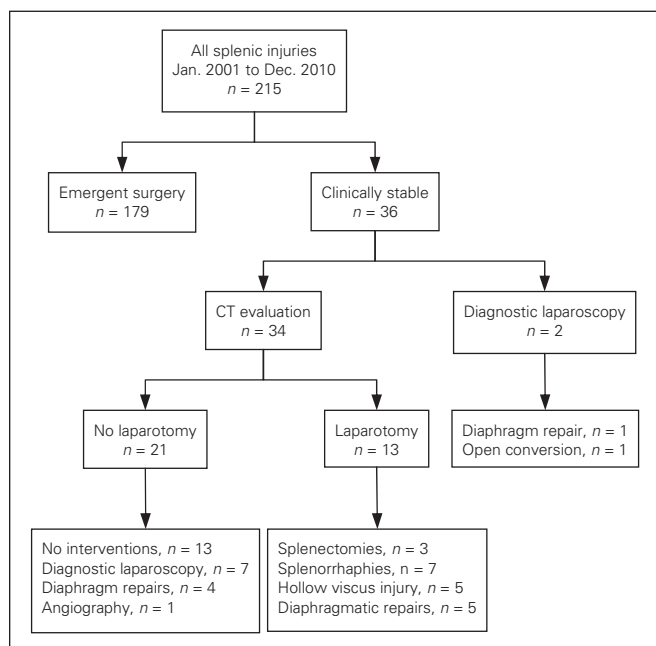 All splenic injuries
Jan. 2001 to Dec. 2010
n = 215
Emergent surgery
n = 179
Clinically stable
n = 36
CT evaluation
n = 34
Diagnostic laparoscopy
n = 2
No laparotomy
n = 21
Laparotomy
n = 13
Diaphragm repair, n = 1
Open conversion, n = 1
No interventions, n = 13
Diagnostic laparoscopy, n = 7
Diaphragm repairs, n = 4
Angiography, n = 1
Splenectomies, n = 3
Splenorrhaphies, n = 7
Hollow viscus injury, n = 5
Diaphragmatic repairs, n = 5